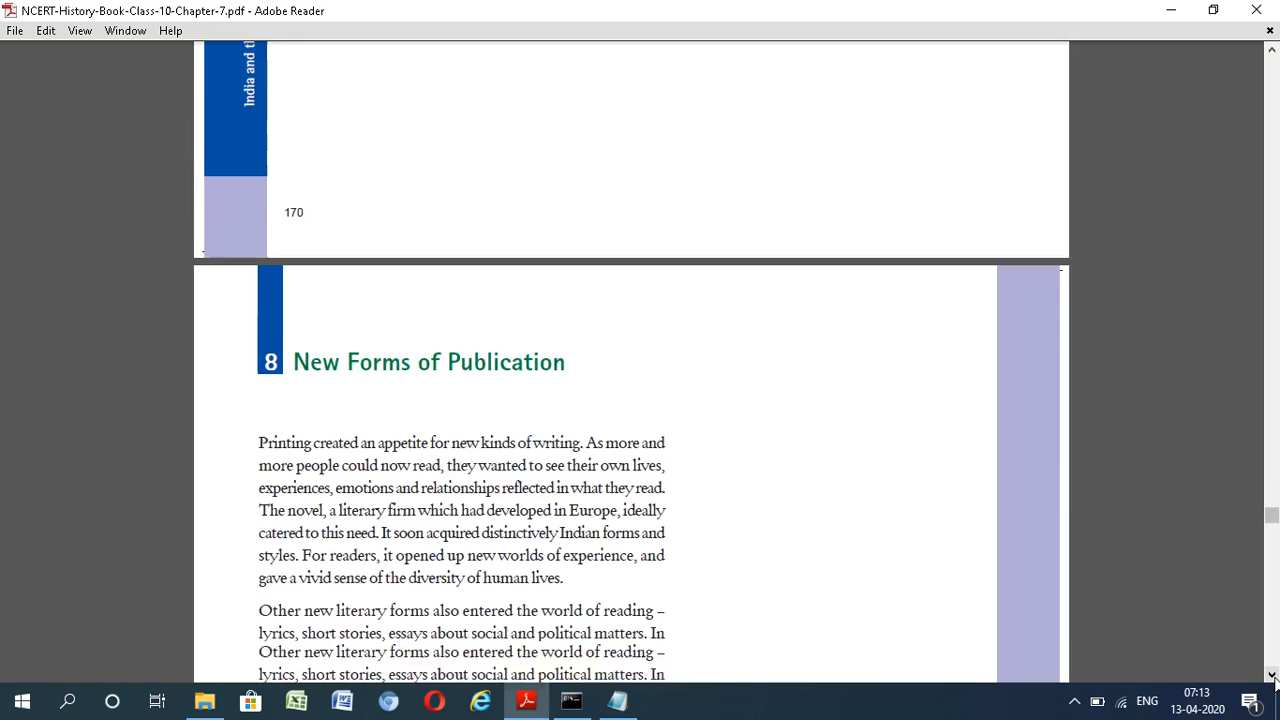 NCERT-History-Book-Class-10-Chapter-7.pdf - Adobe Reader
File Edit View Window Help
India and th
170
8 New Forms of Publication
Printing created an appetite for new kinds of writing. As more and
more people could now read, they wanted to see their own lives,
experiences, emotions and relationships reflected in what they read.
The novel, a literary firm which had developed in Europe, ideally
catered to this need. It soon acquired distinctively Indian forms and
styles. For readers, it opened up new worlds of experience, and
gave a vivid sense of the diversity of human lives.
Other new literary forms also entered the world of reading –
lyrics, short stories, essays about social and political matters. In
Other new literary forms also entered the world of reading –
lyrics, short stories, essays about social and political matters. In
ENG
07:13
13-04-2020
1